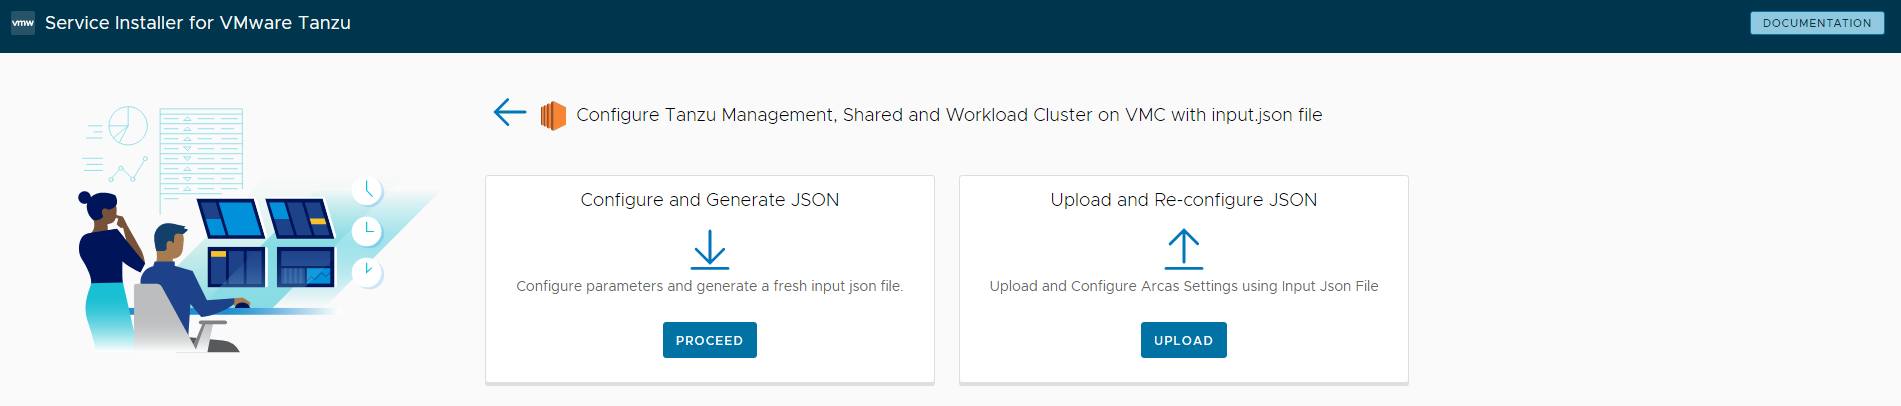 vmw Service Installer for VMware Tanzu
DOCUMENTATION
Configure Tanzu Management, Shared and Workload Cluster on VMC with input.json file
Configure and Generate JSON
Configure parameters and generate a fresh input json file.
PROCEED
Upload and Re-configure JSON
Upload and Configure Arcas Settings using Input Json File
UPLOAD